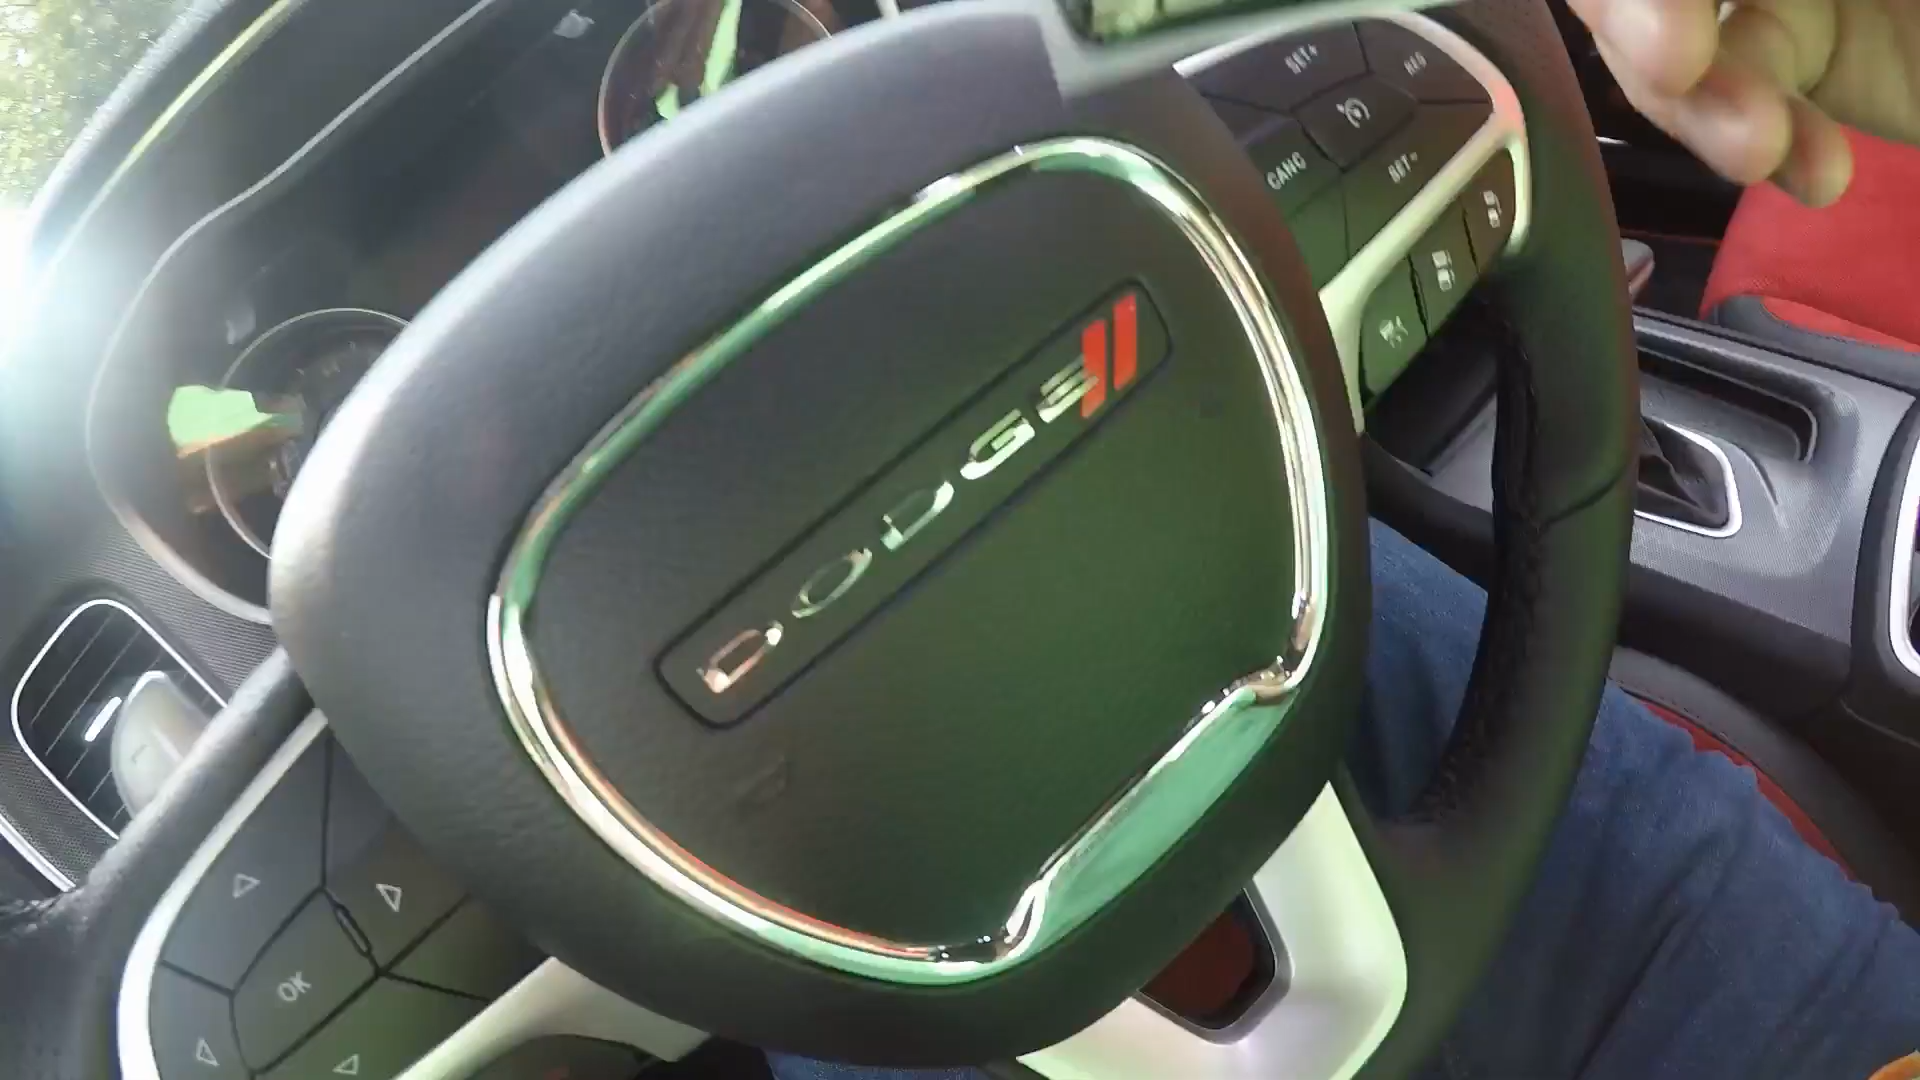 SET+
RES
CANC
SET-
DODGE
OK